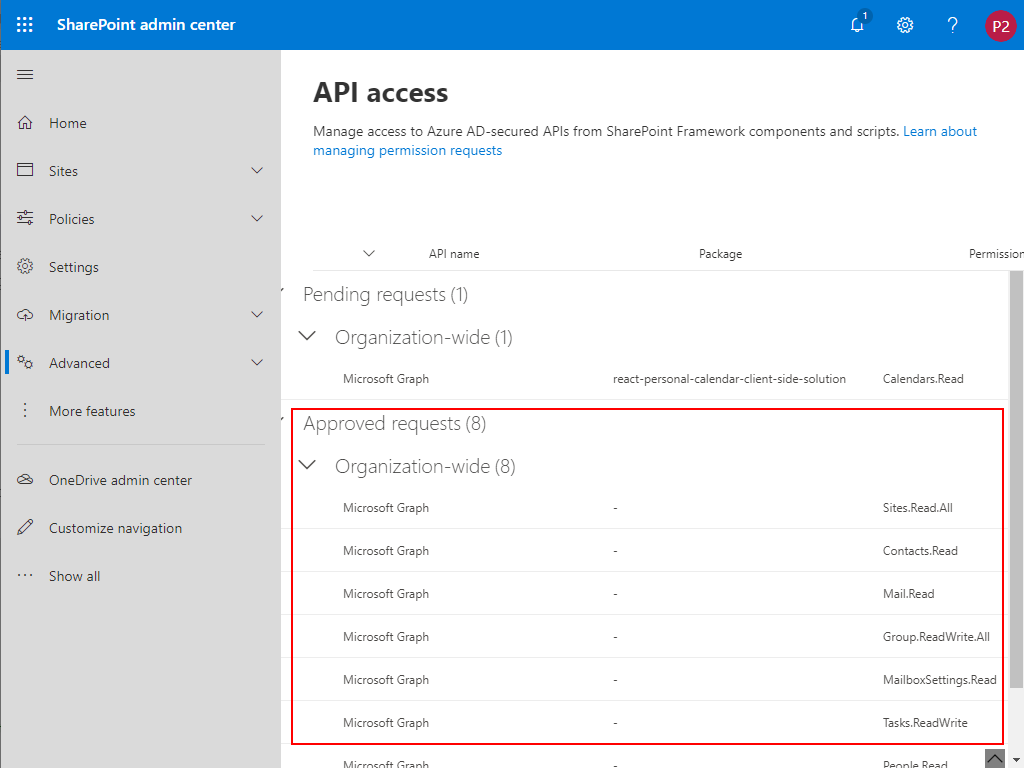 SharePoint admin center
1
?
P2
Home
Sites
Policies
Settings
Migration
Advanced
More features
OneDrive admin center
Customize navigation
Show all
API access
Manage access to Azure AD-secured APIs from SharePoint Framework components and scripts. Learn about
managing permission requests
API name Package Permission
Pending requests (1)
Organization-wide (1)
Microsoft Graph react-personal-calendar-client-side-solution Calendars.Read
Approved requests (8)
Organization-wide (8)
Microsoft Graph - Sites.Read.All
Microsoft Graph - Contacts.Read
Microsoft Graph - Mail.Read
Microsoft Graph - Group.ReadWrite.All
Microsoft Graph - MailboxSettings.Read
Microsoft Graph - Tasks.ReadWrite
Microsoft Graph - People.Read